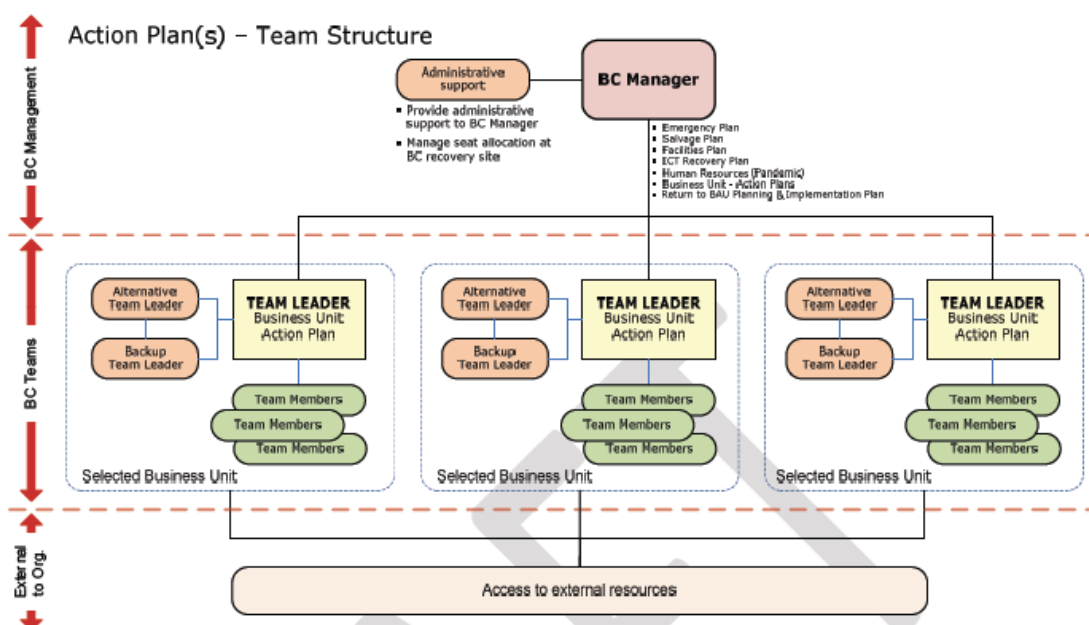 Action Plan(s) – Team Structure
BC Management
Administrative
support
BC Manager
▪ Provide administrative
support to BC Manager
▪ Manage seat allocation at
BC recovery site
▪ Emergency Plan
▪ Salvage Plan
▪ Facilities Plan
▪ ICT Recovery Plan
▪ Human Resources (Pandemic)
▪ Business Unit - Action Plans
▪ Return to BAU Planning & Implementation Plan
BC Teams
Alternative
Team Leader
Backup
Team Leader
TEAM LEADER
Business Unit
Action Plan
Team Members
Team Members
Team Members
Selected Business Unit
Alternative
Team Leader
Backup
Team Leader
TEAM LEADER
Business Unit
Action Plan
Team Members
Team Members
Team Members
Selected Business Unit
Alternative
Team Leader
Backup
Team Leader
TEAM LEADER
Business Unit
Action Plan
Team Members
Team Members
Team Members
Selected Business Unit
External
to Org.
Access to external resources